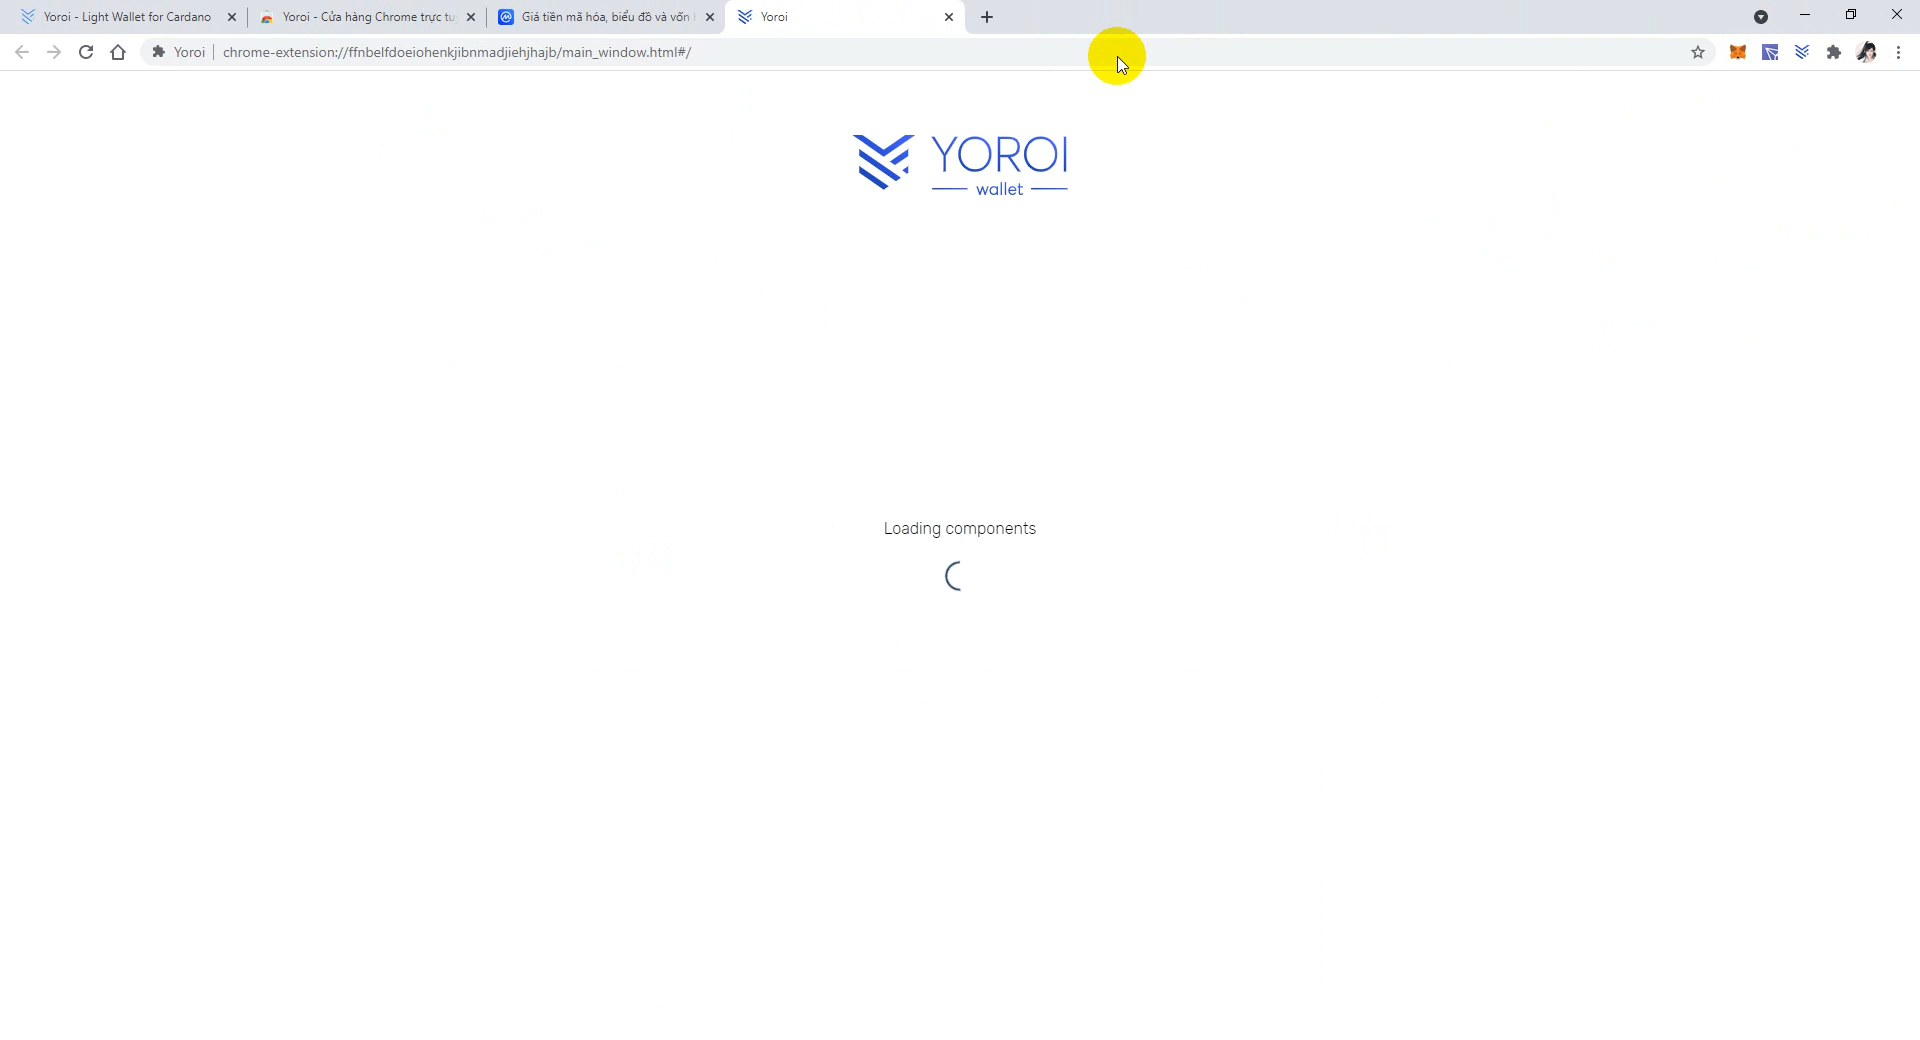 Yoroi - Light Wallet for Cardano
Yoroi - Cửa hàng Chrome trực tu
Giá tiền mã hóa, biểu đồ và vốn
Yoroi
Yoroi
chrome-extension://ffnbelfdoeiohenkjibnmadjiehjhajb/main_window.html#/
YOROI
wallet
Loading components